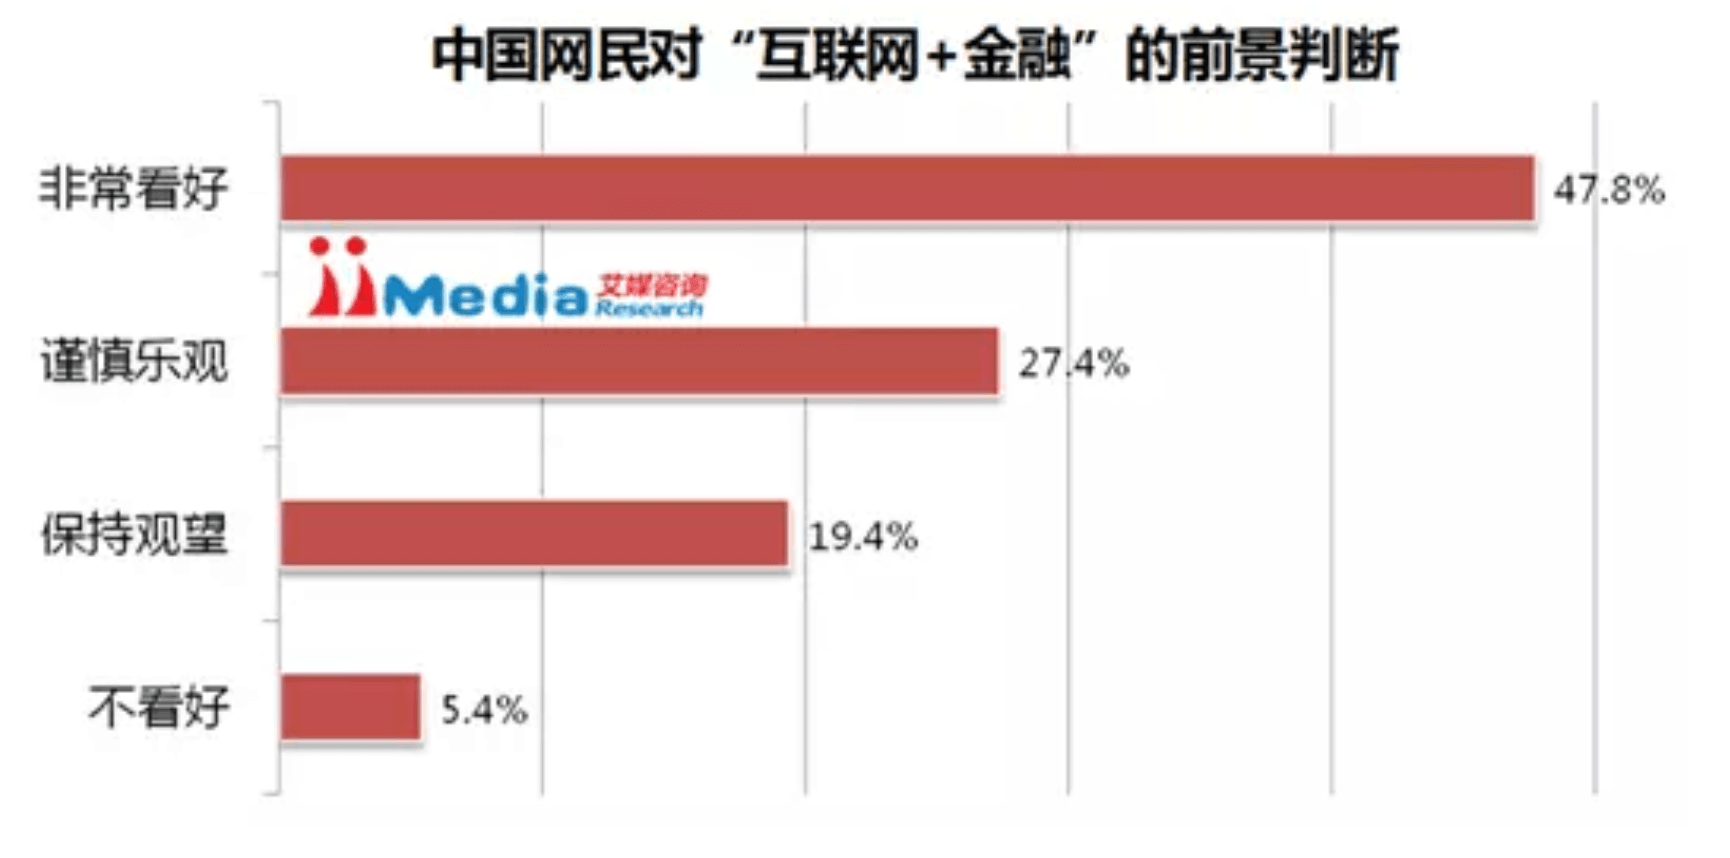 中国网民对“互联网+金融”的前景判断
非常看好 47.8%
iiMedia 艾媒咨询
Research
谨慎乐观 27.4%
保持观望 19.4%
不看好 5.4%